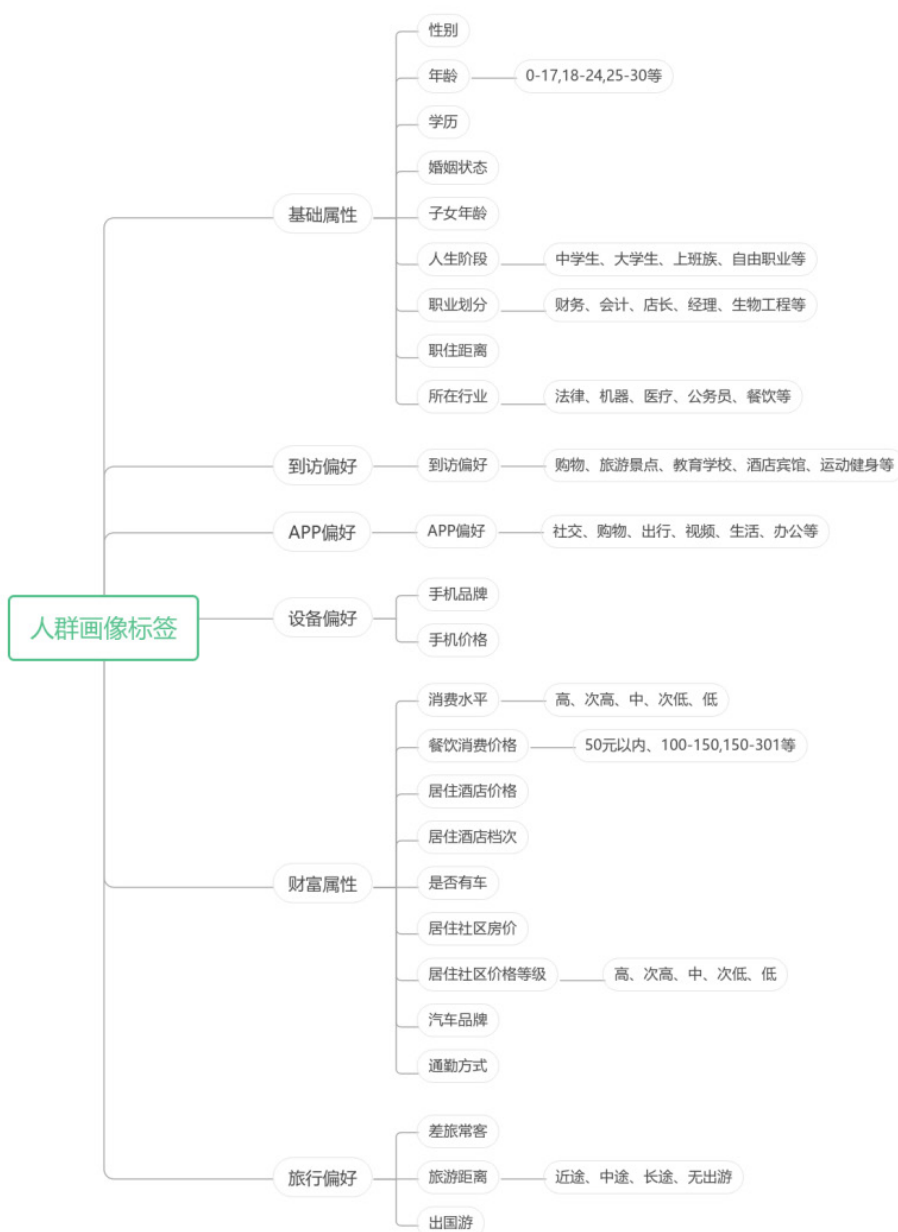 性别
年龄
0-17,18-24,25-30等
学历
婚姻状态
基础属性
子女年龄
人生阶段
中学生、大学生、上班族、自由职业等
职业划分
财务、会计、店长、经理、生物工程等
职住距离
所在行业
法律、机器、医疗、公务员、餐饮等
到访偏好
到访偏好
购物、旅游景点、教育学校、酒店宾馆、运动健身等
APP偏好
APP偏好
社交、购物、出行、视频、生活、办公等
人群画像标签
设备偏好
手机品牌
手机价格
消费水平
高、次高、中、次低、低
餐饮消费价格
50元以内、100-150,150-301等
居住酒店价格
居住酒店档次
财富属性
是否有车
居住社区房价
居住社区价格等级
高、次高、中、次低、低
汽车品牌
通勤方式
差旅常客
旅行偏好
旅游距离
近途、中途、长途、无出游
出国游